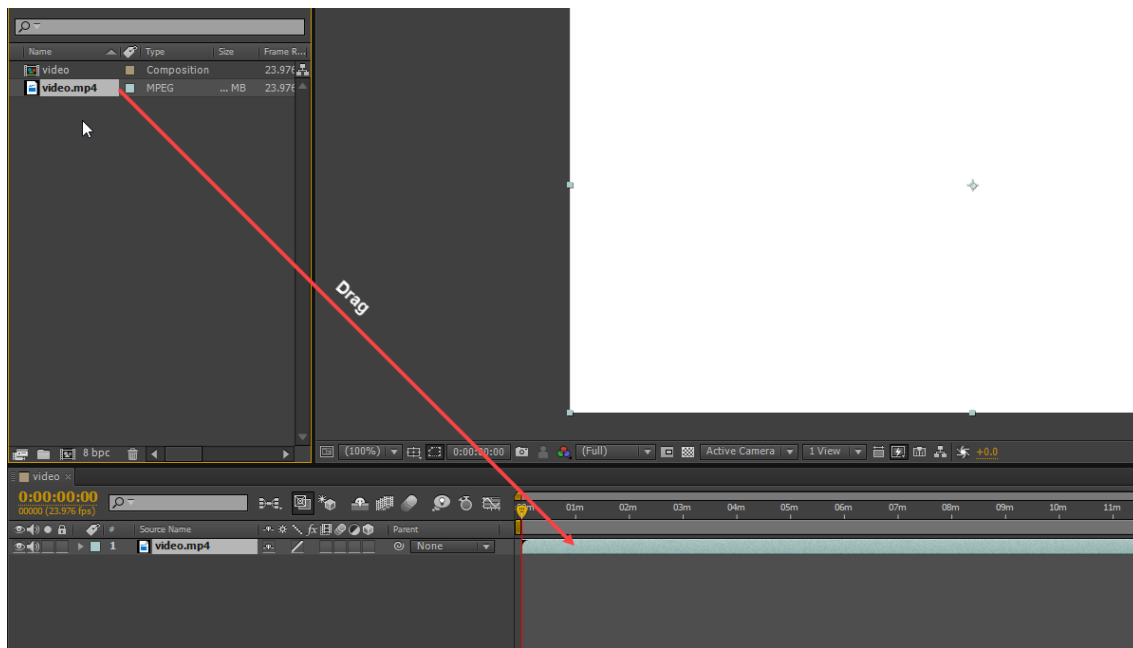 Name Type Size Frame R...
video Composition 23.976
video.mp4 MPEG ... MB 23.976
Drag
8 bpc
(100%) 0:00:00:00 (Full) Active Camera 1 View +0.0
video ×
0:00:00:00
00000 (23.976 fps)
01m 02m 03m 04m 05m 06m 07m 08m 09m 10m 11m
# Source Name fx Parent
1 video.mp4 None